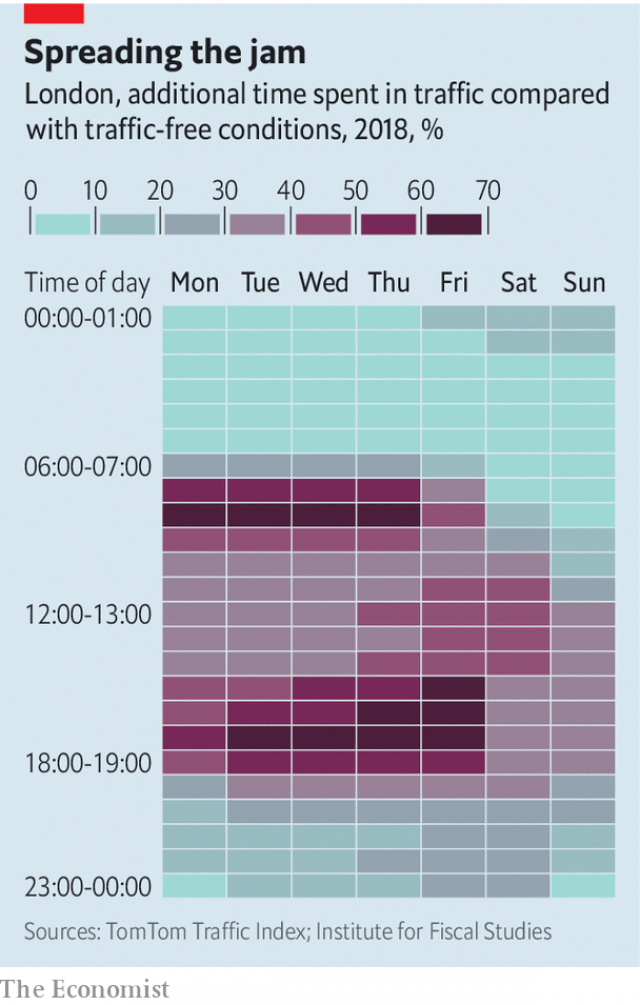 Spreading the jam
London, additional time spent in traffic compared
with traffic-free conditions, 2018, %
0 10 20 30 40 50 60 70
Time of day Mon Tue Wed Thu Fri Sat Sun
00:00-01:00
06:00-07:00
12:00-13:00
18:00-19:00
23:00-00:00
Sources: TomTom Traffic Index; Institute for Fiscal Studies
The Economist